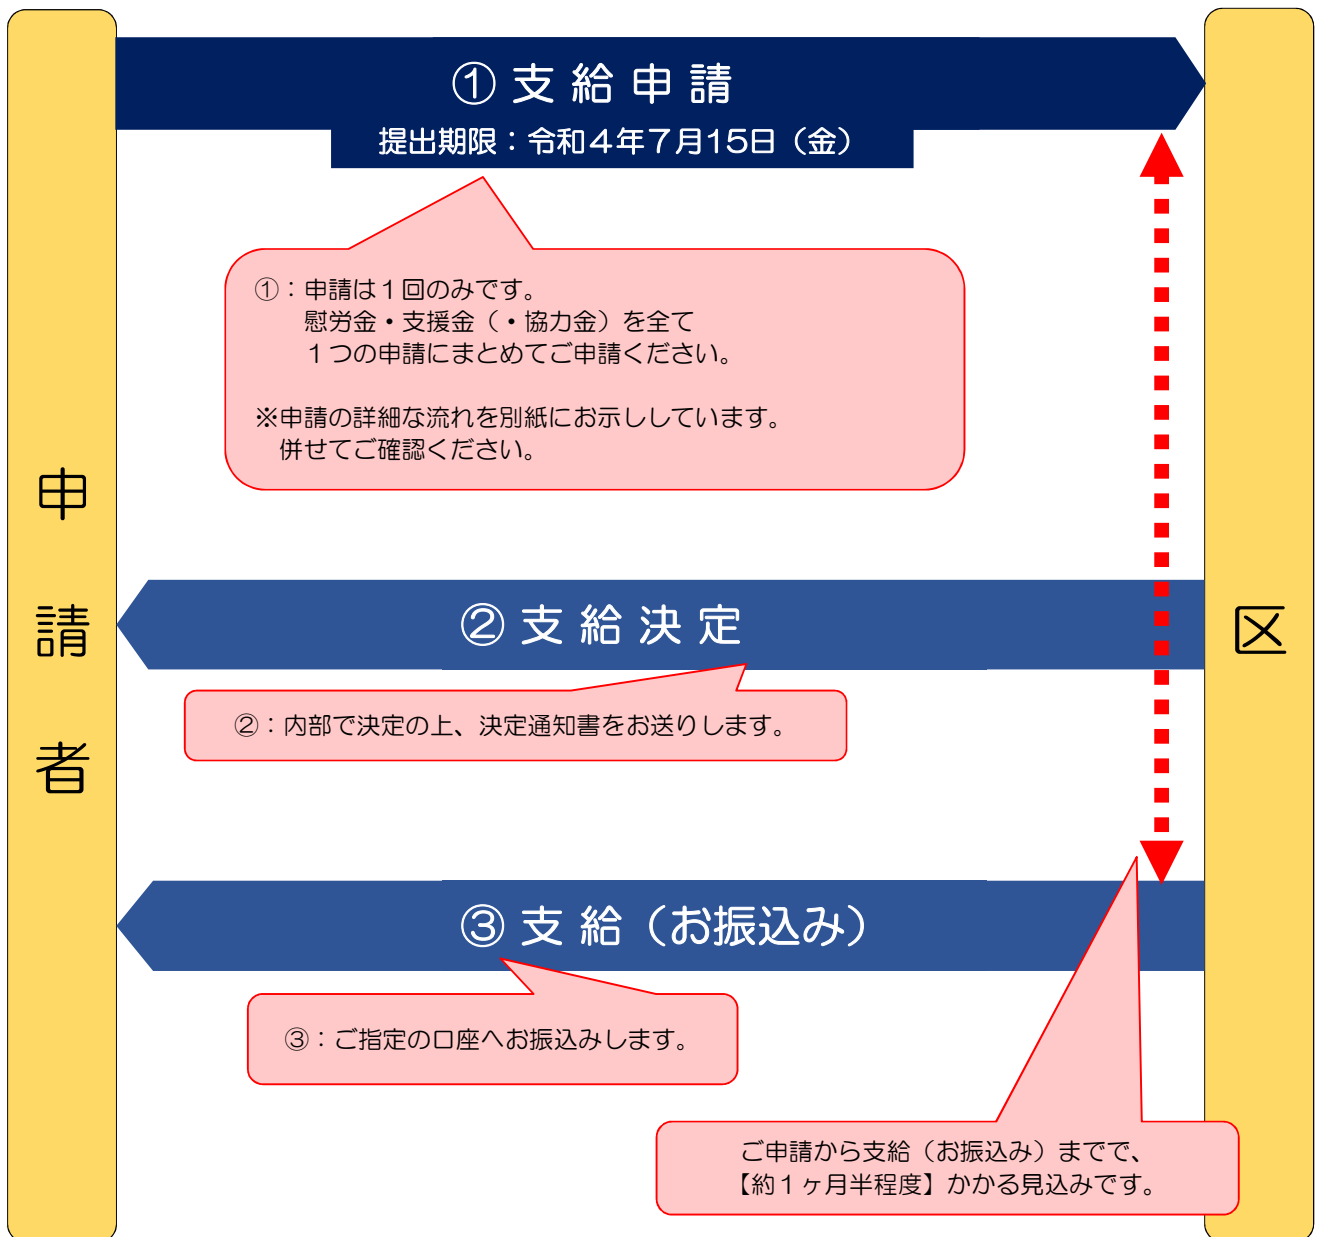 ①支給申請
提出期限：令和４年７月15日（金）
①：申請は１回のみです。
慰労金・支援金（・協力金）を全て
１つの申請にまとめてご申請ください。
※申請の詳細な流れを別紙にお示ししています。
併せてご確認ください。
申請者
区
②支給決定
②：内部で決定の上、決定通知書をお送りします。
③支給（お振込み）
③：ご指定の口座へお振込みします。
ご申請から支給（お振込み）までで、
【約１ヶ月半程度】かかる見込みです。